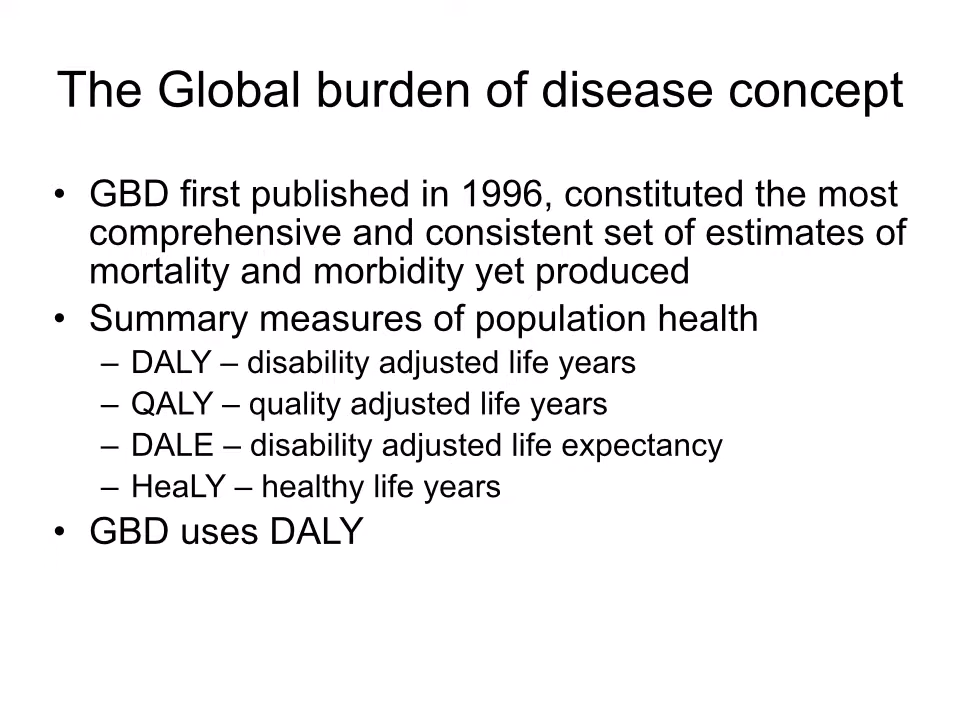 The Global burden of disease concept
• GBD first published in 1996, constituted the most
comprehensive and consistent set of estimates of
mortality and morbidity yet produced
• Summary measures of population health
– DALY – disability adjusted life years
– QALY – quality adjusted life years
– DALE – disability adjusted life expectancy
– HeaLY – healthy life years
• GBD uses DALY